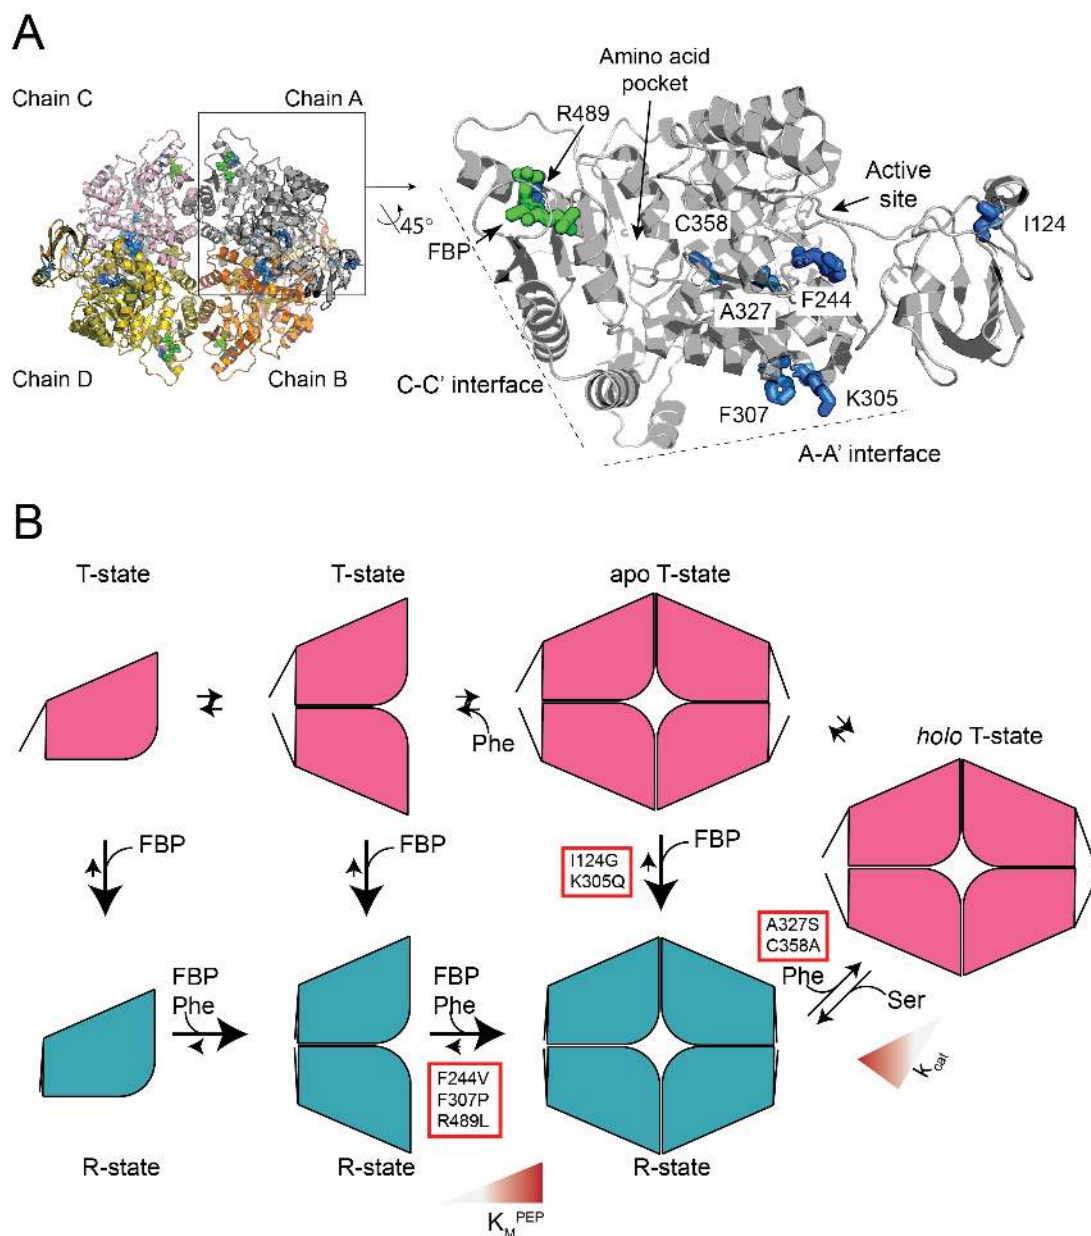 A
Chain C
Chain A
Chain D
Chain B
45°
Amino acid
pocket
R489
FBP
C358
Active
site
I124
A327
F244
C-C' interface
F307
K305
A-A' interface
B
T-state
T-state
apo T-state
holo T-state
Phe
FBP
FBP
I124G
K305Q
FBP
A327S
C358A
Phe
Ser
FBP
Phe
FBP
Phe
F244V
F307P
R489L
kcat
R-state
R-state
R-state
KM PEP